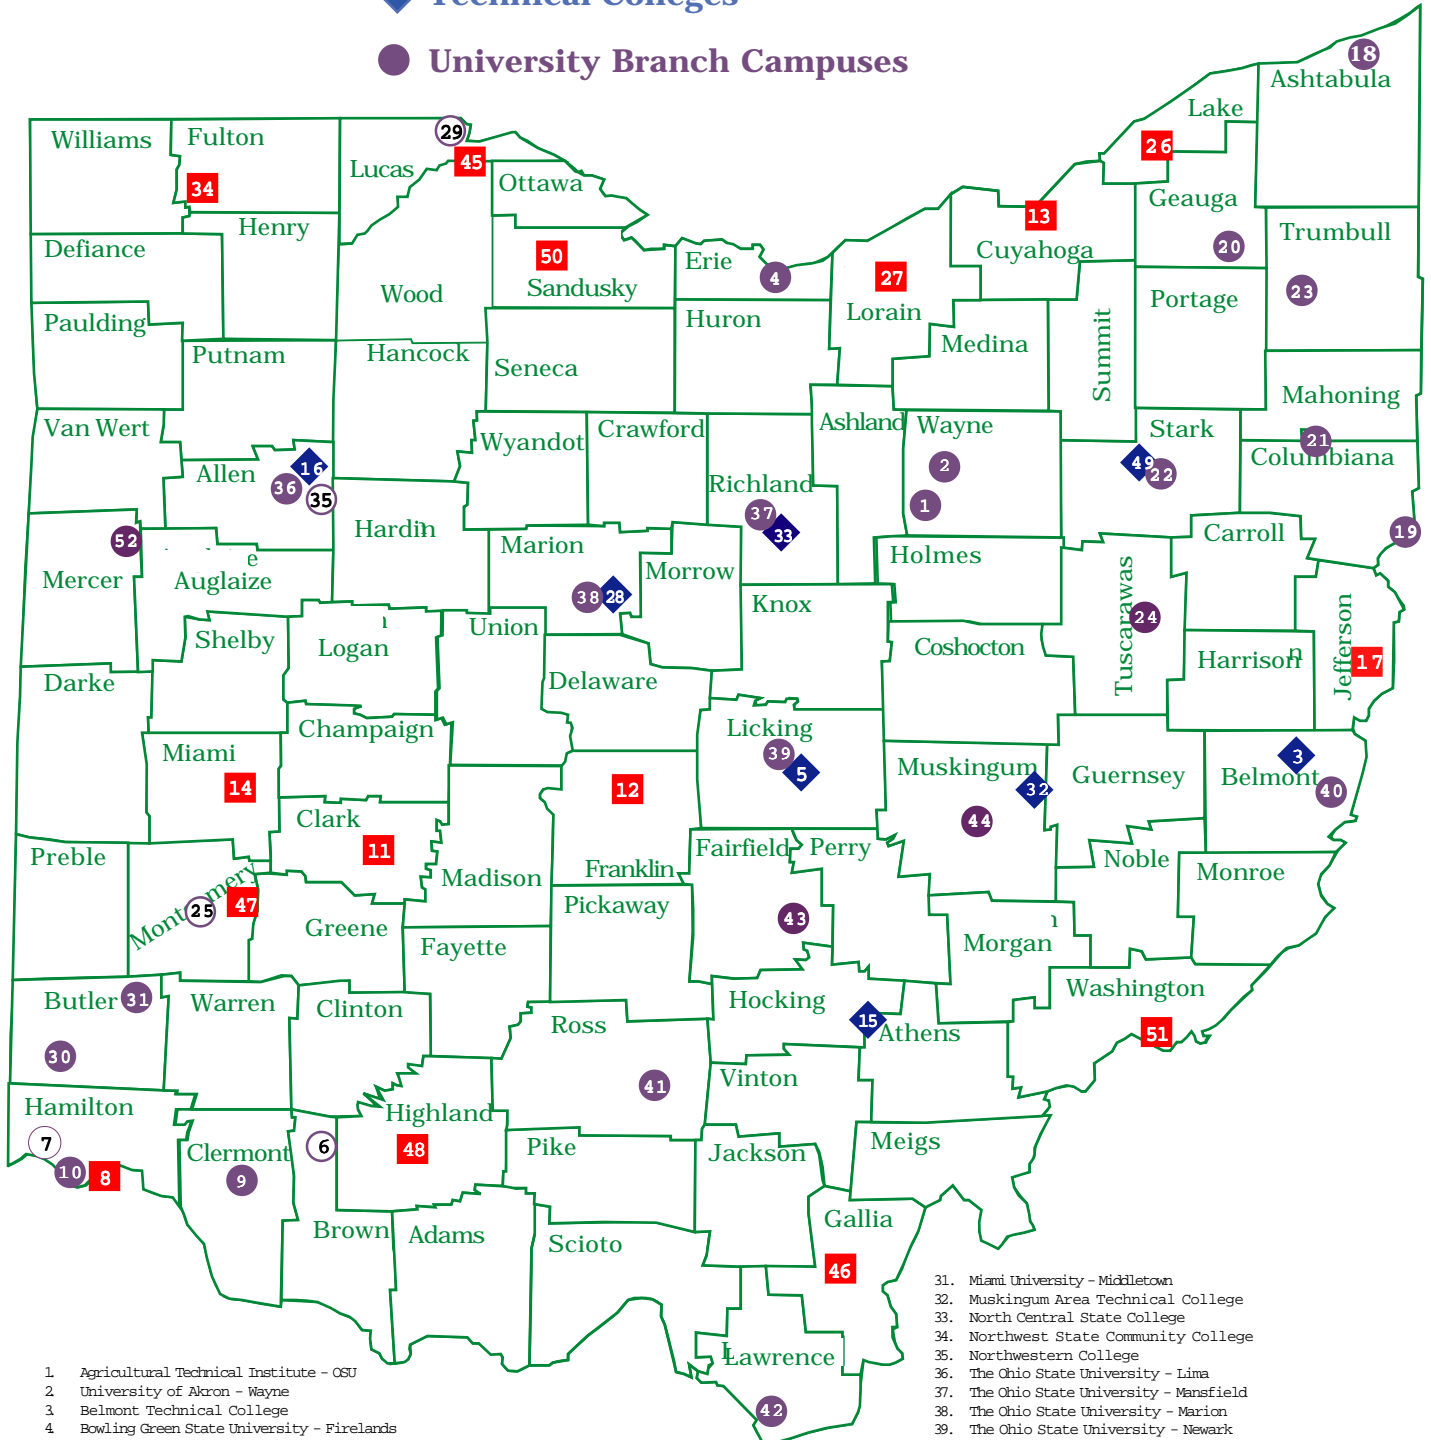 Technical Colleges
University Branch Campuses
18
Ashtabula
Lake
29
Williams
Fulton
26
Lucas
45
Ottawa
34
Geauga
13
Henry
Trumbull
Defiance
20
Cuyahoga
50
Erie
4
27
Sandusky
23
Wood
Portage
Lorain
Paulding
Huron
Medina
Summit
Putnam
Hancock
Seneca
Mahoning
Van Wert
Ashland
Wayne
Stark
Wyandot
Crawford
21
Columbiana
16
Allen
2
49
22
36
35
Richland
1
37
33
Hardin
19
Carroll
52
Marion
Holmes
e
Mercer
Auglaize
Morrow
Tuscarawas
38
28
Knox
24
Jefferson
Union
Shelby
Logan
Coshocton
Harrison
n
17
Darke
Delaware
Champaign
Licking
Miami
39
5
Muskingum
Guernsey
3
Belmont
14
12
32
40
Clark
44
11
Preble
Fairfield
Perry
Noble
Franklin
Madison
Monroe
Montgomery
47
25
Pickaway
43
Greene
Fayette
Morgan
Butler
31
Warren
Clinton
Hocking
Washington
Ross
15
Athens
51
30
41
Vinton
Hamilton
Highland
7
6
48
Pike
Jackson
Meigs
Clermont
10
8
9
Brown
Adams
Scioto
Gallia
46
Lawrence
42
1. Agricultural Technical Institute - OSU
2. University of Akron - Wayne
3. Belmont Technical College
4. Bowling Green State University - Firelands
31. Miami University - Middletown
32. Muskingum Area Technical College
33. North Central State College
34. Northwest State Community College
35. Northwestern College
36. The Ohio State University - Lima
37. The Ohio State University - Mansfield
38. The Ohio State University - Marion
39. The Ohio State University - Newark